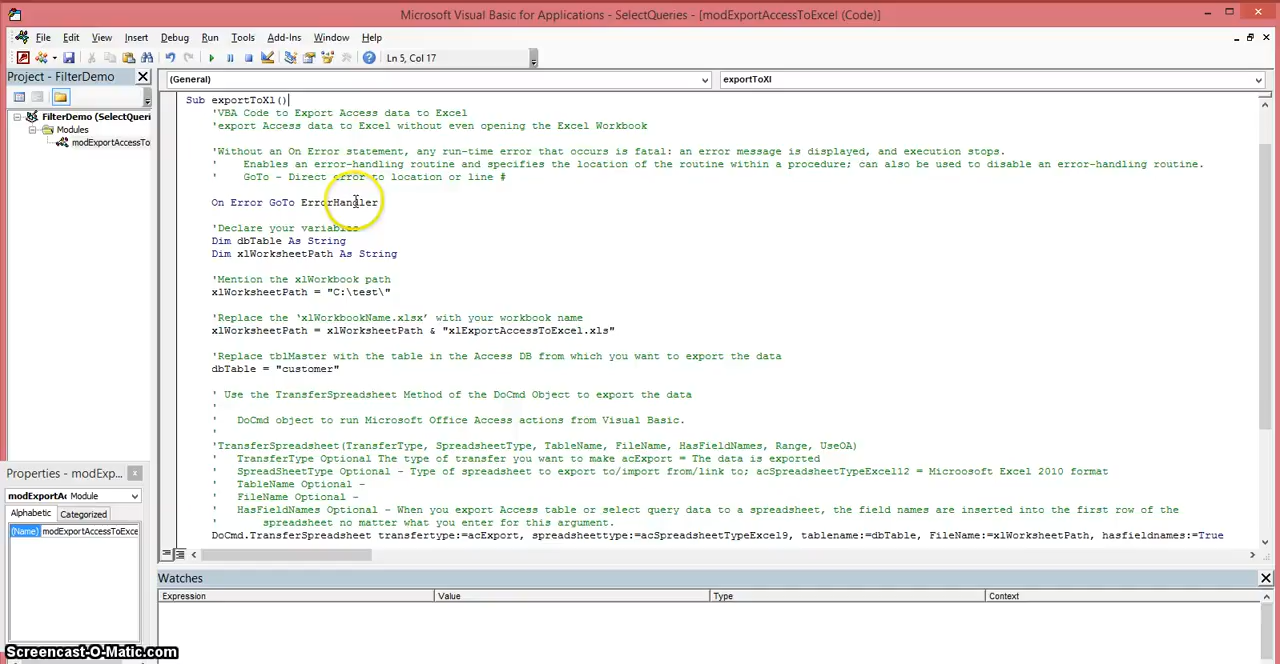 Microsoft Visual Basic for Applications - SelectQueries - [modExportAccessToExcel (Code)]
File Edit View Insert Format Debug Run Tools Add-Ins Window Help
Ln 5, Col 17
Project - FilterDemo
(General)
exportToXl
FilterDemo (SelectQueri
Modules
modExportAccessTo
Sub exportToXl()
'VBA Code to Export Access data to Excel
'export Access data to Excel without even opening the Excel Workbook
'Without an On Error statement, any run-time error that occurs is fatal: an error message is displayed, and execution stops.
' Enables an error-handling routine and specifies the location of the routine within a procedure; can also be used to disable an error-handling routine.
' GoTo - Direct error to location or line #
On Error GoTo ErrorHandler
'Declare your variables
Dim dbTable As String
Dim xlWorksheetPath As String
'Mention the xlWorkbook path
xlWorksheetPath = "C:\test\"
'Replace the ‘xlWorkbookName.xlsx’ with your workbook name
xlWorksheetPath = xlWorksheetPath & "xlExportAccessToExcel.xls"
'Replace tblMaster with the table in the Access DB from which you want to export the data
dbTable = "customer"
' Use the TransferSpreadsheet Method of the DoCmd Object to export the data
'
' DoCmd object to run Microsoft Office Access actions from Visual Basic.
'
'TransferSpreadsheet(TransferType, SpreadsheetType, TableName, FileName, HasFieldNames, Range, UseOA)
' TransferType Optional The type of transfer you want to make acExport = The data is exported
' SpreadSheetType Optional - Type of spreadsheet to export to/import from/link to; acSpreadsheetTypeExcel12 = Microosoft Excel 2010 format
' TableName Optional -
' FileName Optional -
' HasFieldNames Optional - When you export Access table or select query data to a spreadsheet, the field names are inserted into the first row of the
' spreadsheet no matter what you enter for this argument.
DoCmd.TransferSpreadsheet transfertype:=acExport, spreadsheettype:=acSpreadsheetTypeExcel9, tablename:=dbTable, FileName:=xlWorksheetPath, hasfieldnames:=True
Properties - modExp...
modExportAc Module
Alphabetic Categorized
(Name) modExportAccessToExce
Watches
Expression Value Type Context
Screencast-O-Matic.com